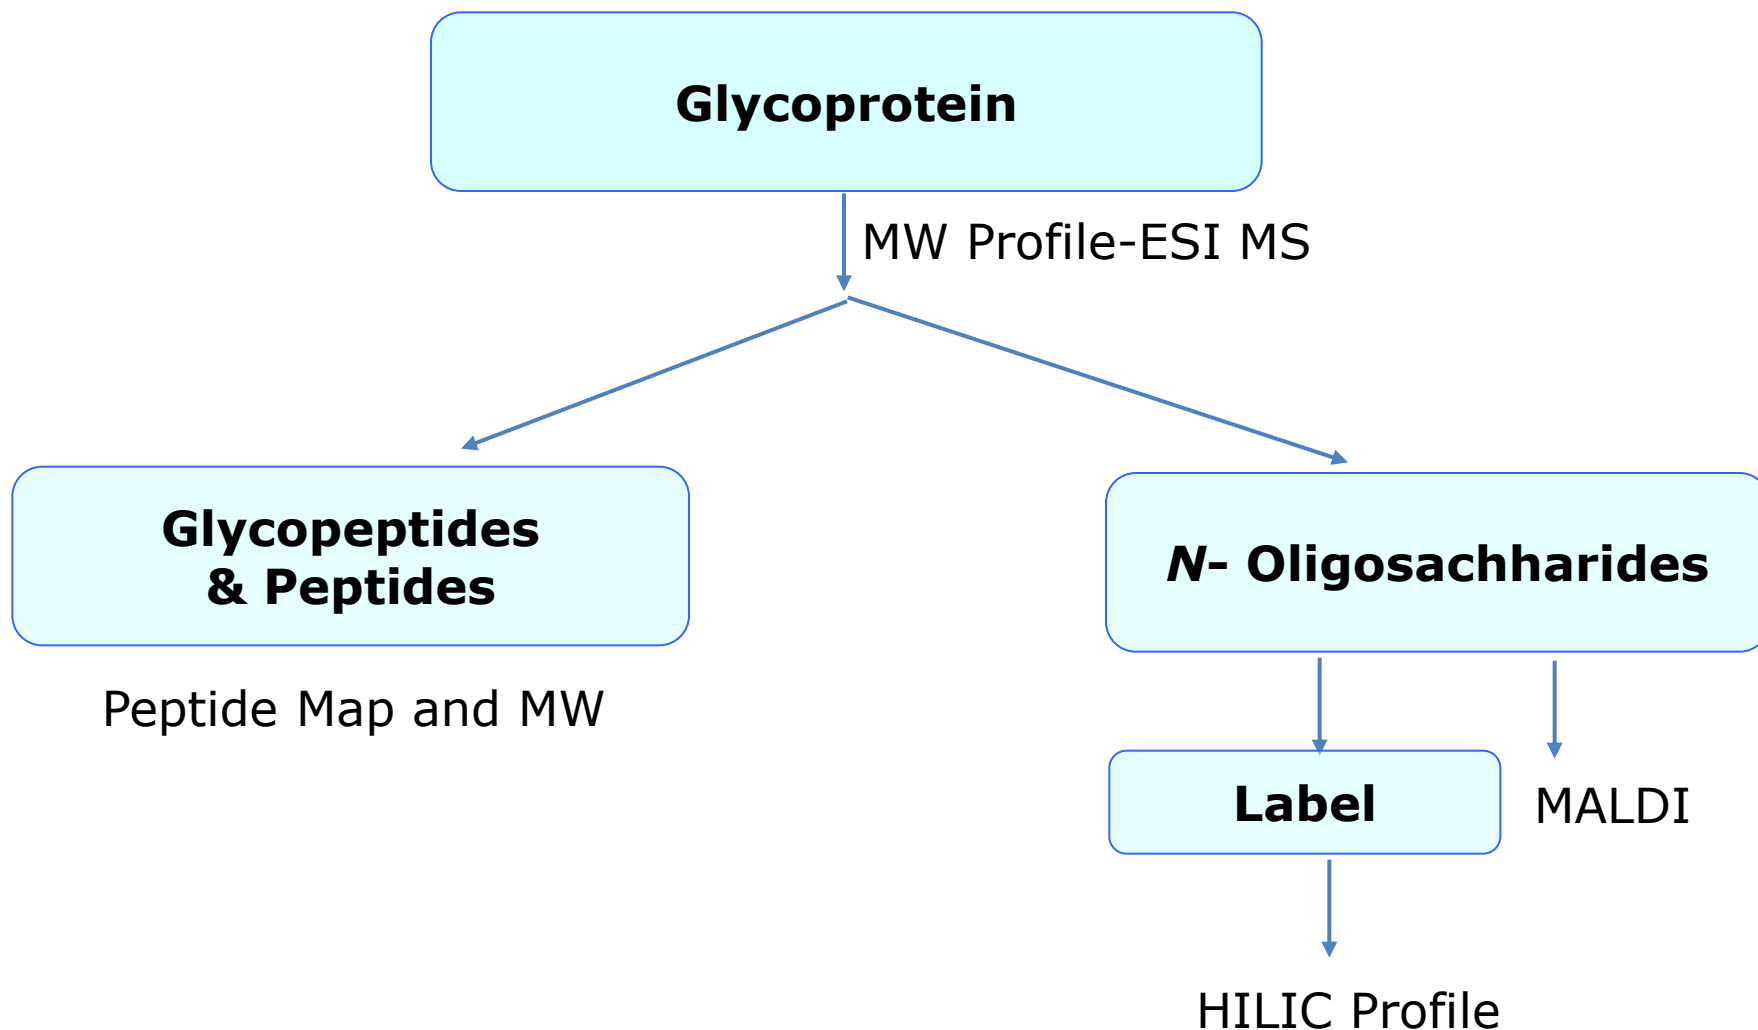 Glycoprotein
MW Profile-ESI MS
Glycopeptides
& Peptides
N- Oligosachharides
Peptide Map and MW
Label
MALDI
HILIC Profile